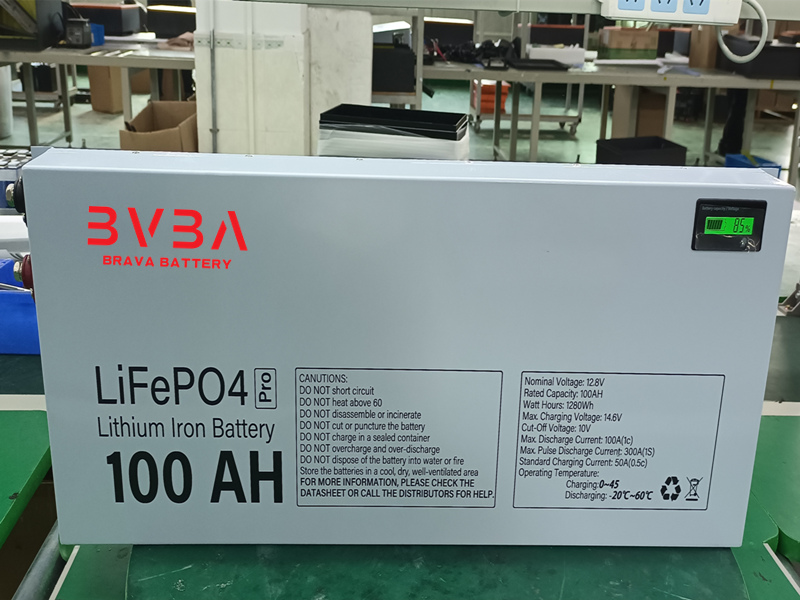 BVBA
BRAVA BATTERY
85%
LiFePO4 Pro
Lithium Iron Battery
100 AH
CANUTIONS:
DO NOT short circuit
DO NOT heat above 60
DO NOT disassemble or incinerate
DO NOT cut or puncture the battery
DO NOT charge in a sealed container
DO NOT overcharge and over-discharge
DO NOT dispose of the battery into water or fire
Store the batteries in a cool, dry, well-ventilated area
FOR MORE INFORMATION, PLEASE CHECK THE
DATASHEET OR CALL THE DISTRIBUTORS FOR HELP.
Nominal Voltage: 12.8V
Rated Capacity: 100AH
Watt Hours: 1280Wh
Max. Charging Voltage: 14.6V
Cut-Off Voltage: 10V
Max. Discharge Current: 100A(1c)
Max. Pulse Discharge Current: 300A(1S)
Standard Charging Current: 50A(0.5c)
Operating Temperature:
Charging:0~45
Discharging: -20℃~60℃